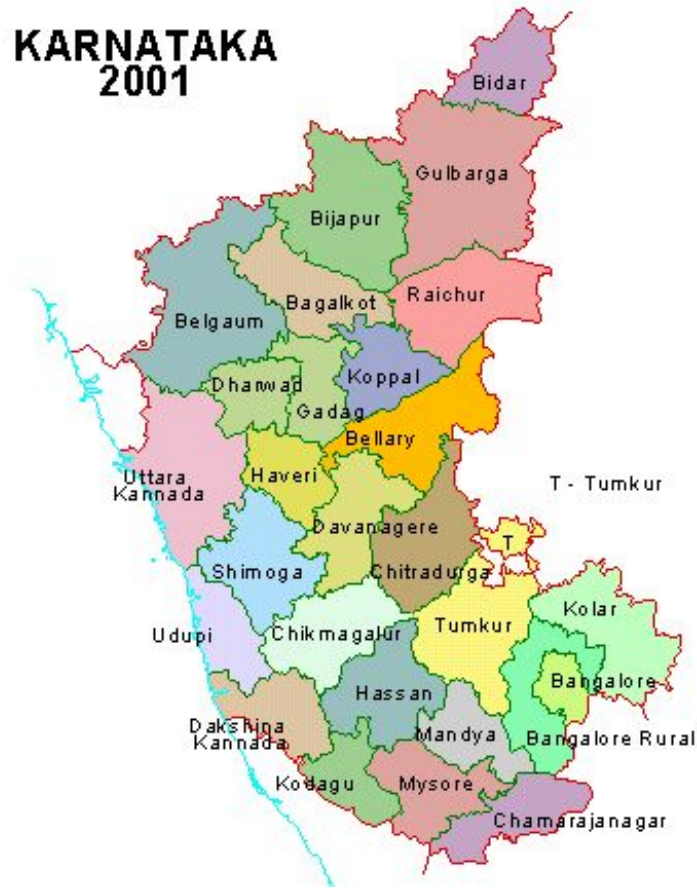 KARNATAKA
2001
Bidar
Gulbarga
Bijapur
Raichur
Bagalkot
Belgaum
Koppal
Dharwad
Gadag
Bellary
Haveri
Uttara
Kannada
T - Tumkur
Davanagere
T
Shimoga
Chitradurga
Kolar
Udupi
Chikmagalur
Tumkur
Bangalore
Hassan
Dakshina
Kannada
Mandya
Bangalore Rural
Kodagu
Mysore
Chamarajanagar